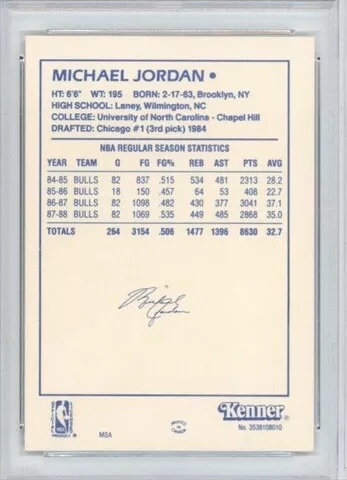 MICHAEL JORDAN •
HT: 6'6" WT: 195 BORN: 2-17-63, Brooklyn, NY
HIGH SCHOOL: Laney, Wilmington, NC
COLLEGE: University of North Carolina - Chapel Hill
DRAFTED: Chicago #1 (3rd pick) 1984
NBA REGULAR SEASON STATISTICS
YEAR TEAM G FG FG% REB AST PTS AVG
84-85 BULLS 82 837 .515 534 481 2313 28.2
85-86 BULLS 18 150 .457 64 53 408 22.7
86-87 BULLS 82 1098 .482 430 377 3041 37.1
87-88 BULLS 82 1069 .535 449 485 2868 35.0
TOTALS 264 3154 .506 1477 1396 8630 32.7
Michael
Jordan
NBA
PRODUCT
MSA
Kenner®
No. 3538108010